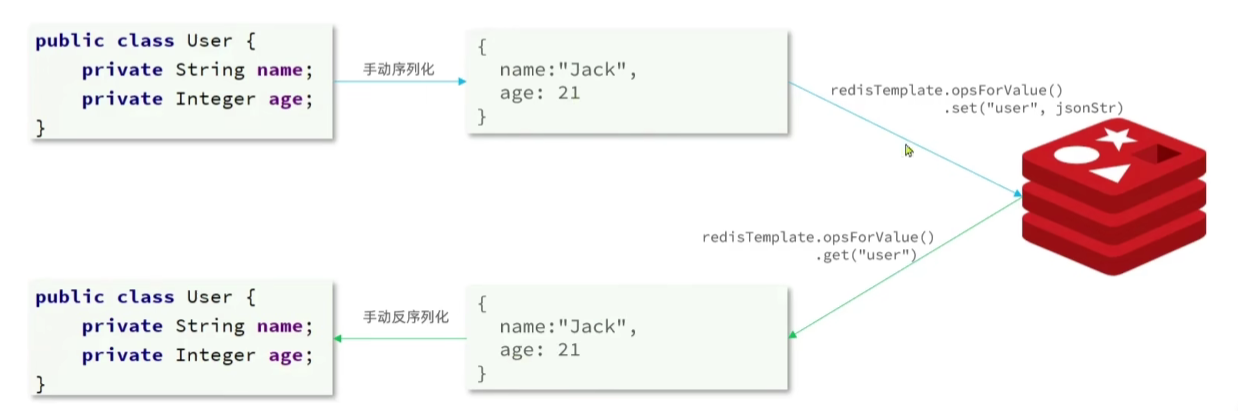 public class User {
private String name;
private Integer age;
}
手动序列化
{
name:"Jack",
age: 21
}
redisTemplate.opsForValue()
.set("user", jsonStr)
redisTemplate.opsForValue()
.get("user")
{
name:"Jack",
age: 21
}
手动反序列化
public class User {
private String name;
private Integer age;
}